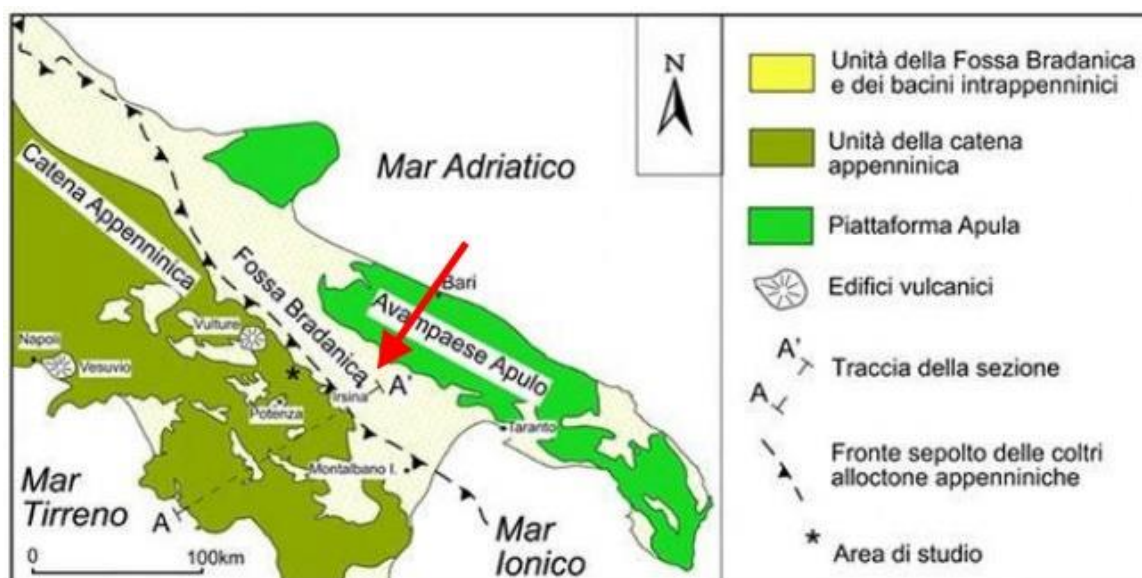 Mar Adriatico
Catena Appenninica
Fossa Bradanica
Bari
Avampaese Apulo
Vulture
Napoli
Vesuvio
Irsina
A'
Potenza
Taranto
Montalbano I.
Mar
Tirreno
A
Mar
Ionico
0
100km
N
Unità della Fossa Bradanica
e dei bacini intrappenninici
Unità della catena
appenninica
Piattaforma Apula
Edifici vulcanici
A'
Traccia della sezione
A
Fronte sepolto delle coltri
alloctone appenniniche
* Area di studio